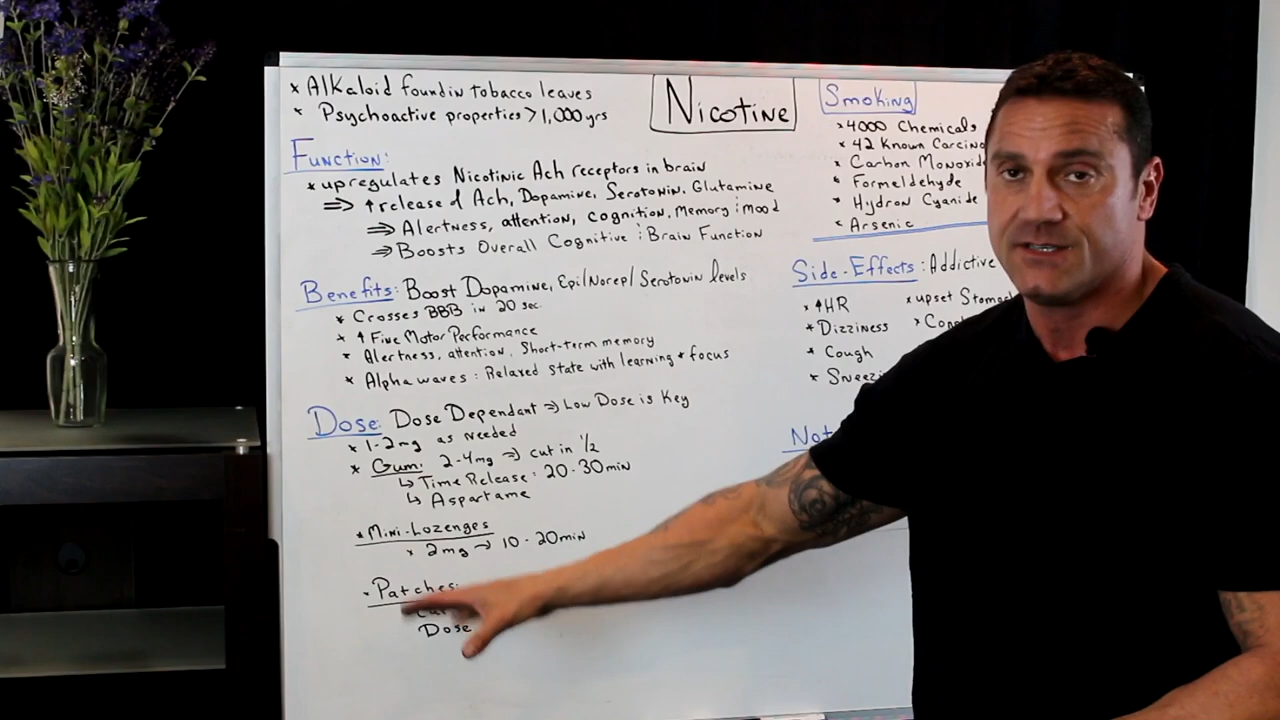 * Alkaloid found in tobacco leaves
* Psychoactive properties > 1,000 yrs
Nicotine
Function:
* upregulates Nicotinic Ach receptors in brain
⇒ ↑ release of Ach, Dopamine, Serotonin, Glutamine
⇒ Alertness, attention, cognition, Memory & mood
⇒ Boosts Overall Cognitive & Brain Function
Benefits: Boost Dopamine, Epi/Norep/Serotonin levels
* Crosses BBB in 20 sec.
* ↑ Fine Motor Performance
* Alertness, attention, Short-term memory
* Alpha waves: Relaxed State with learning * focus
Dose: Dose Dependant ⇒ Low Dose is Key
* 1-2mg as needed
* Gum: 2-4mg ⇒ cut in 1/2
↳ Time Release: 20-30min
↳ Aspartame
* Mini-Lozenges
* 2mg → 10-20min
* Patches:
Dose
Smoking
* 4000 Chemicals
* 42 Known
* Carbon
* Formeldehyde
* Hydron Cyanide
* Arsenic
Side-Effects: Addictive
* ↑HR
* upset
* Dizziness
* Cough